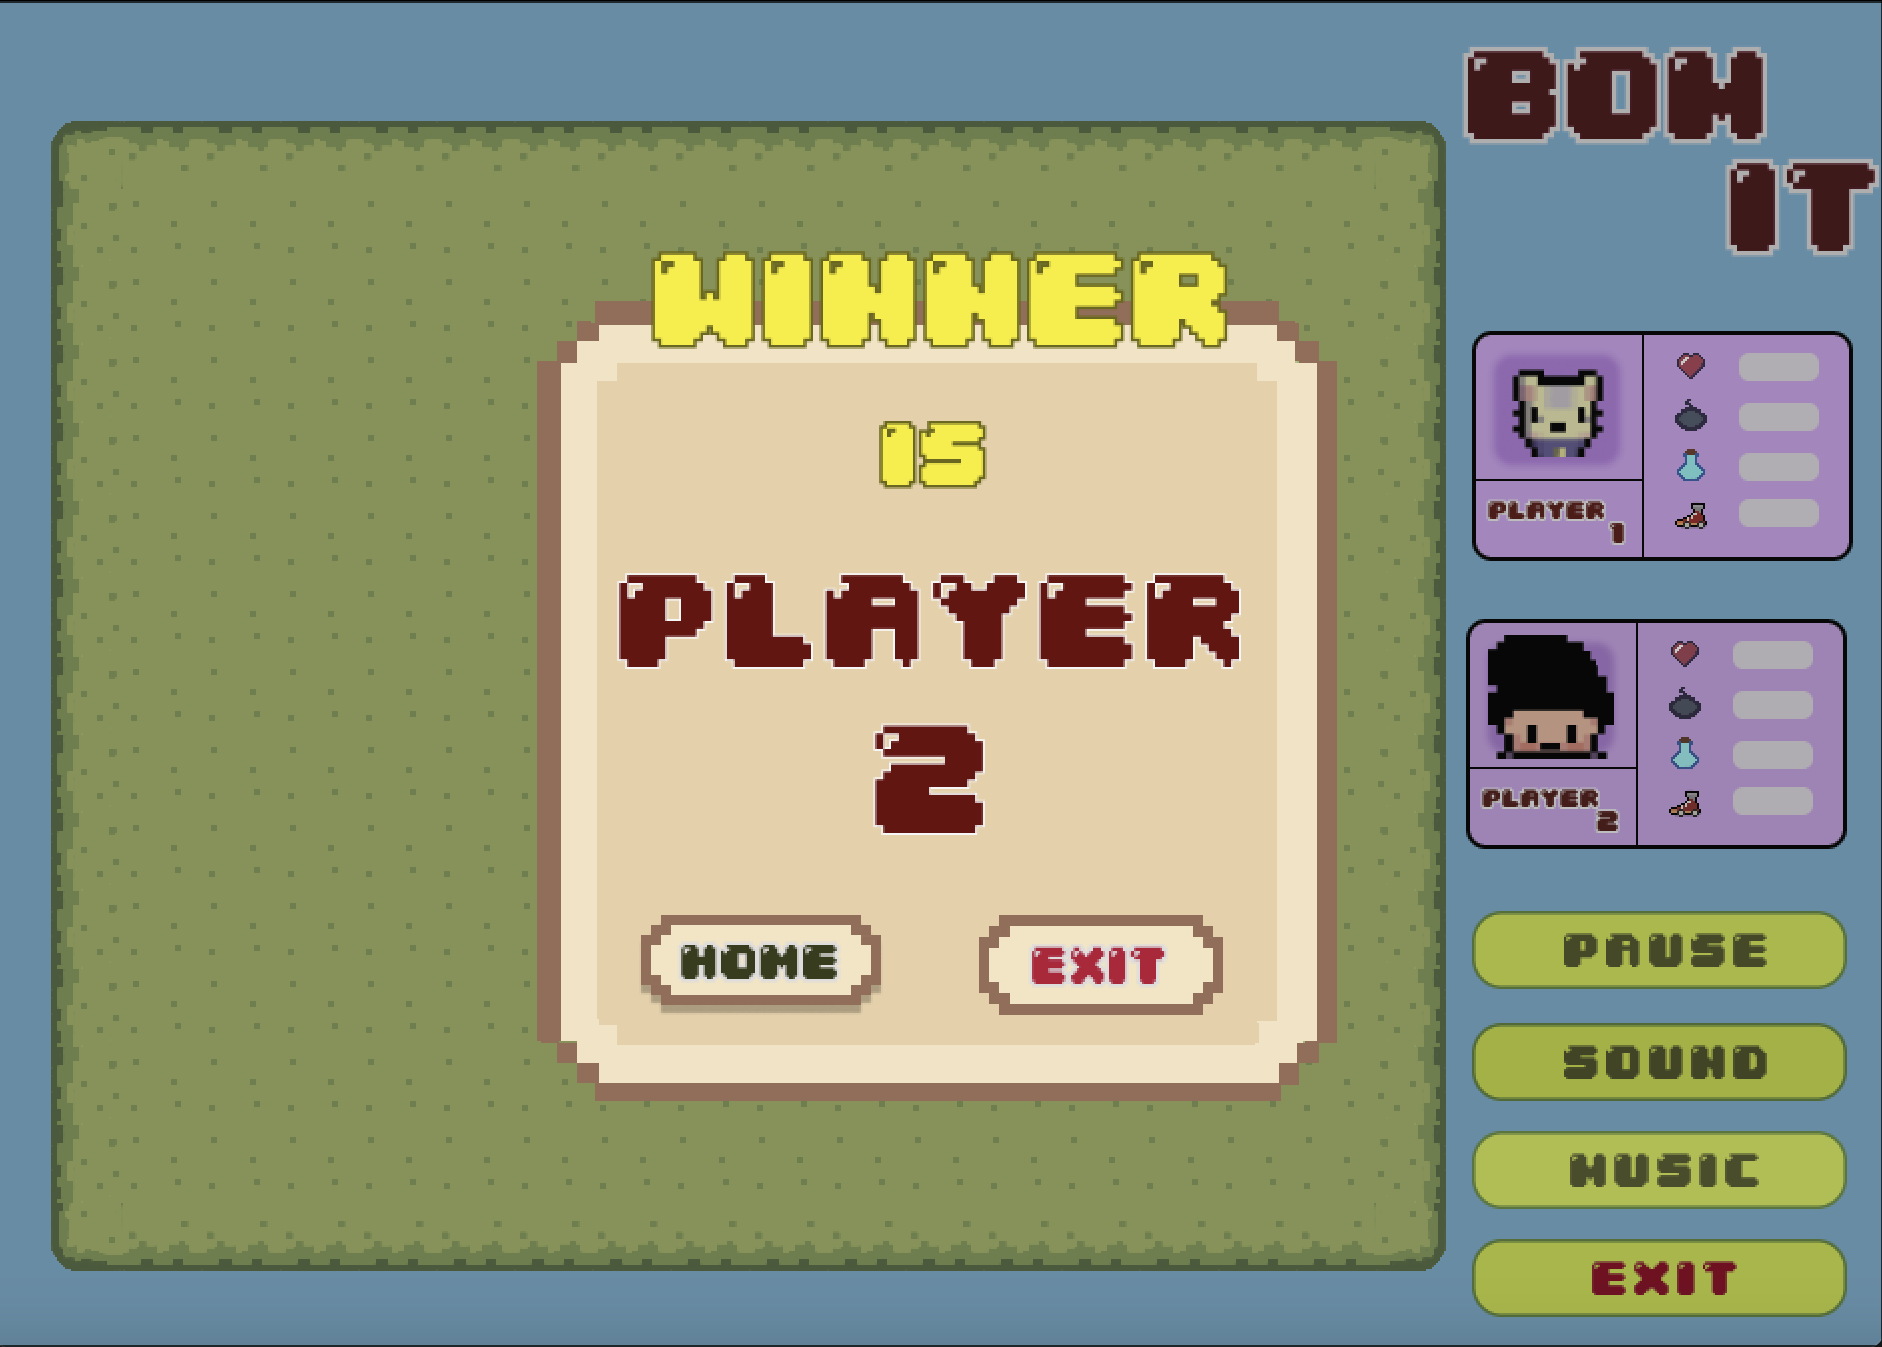 BOM
IT
WINNER
IS
PLAYER
2
HOME
EXIT
PLAYER
1
PLAYER
2
PAUSE
SOUND
MUSIC
EXIT